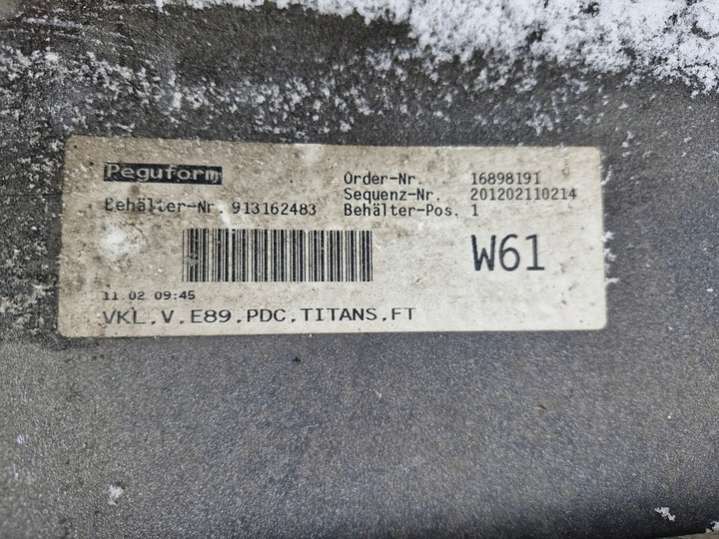 Peguform
Order-Nr. 16898191
Sequenz-Nr. 201202110214
Behälter-Nr. 913162483 Behälter-Pos. 1
W61
11.02 09:45
VKL.V.E89.PDC.TITANS.FT